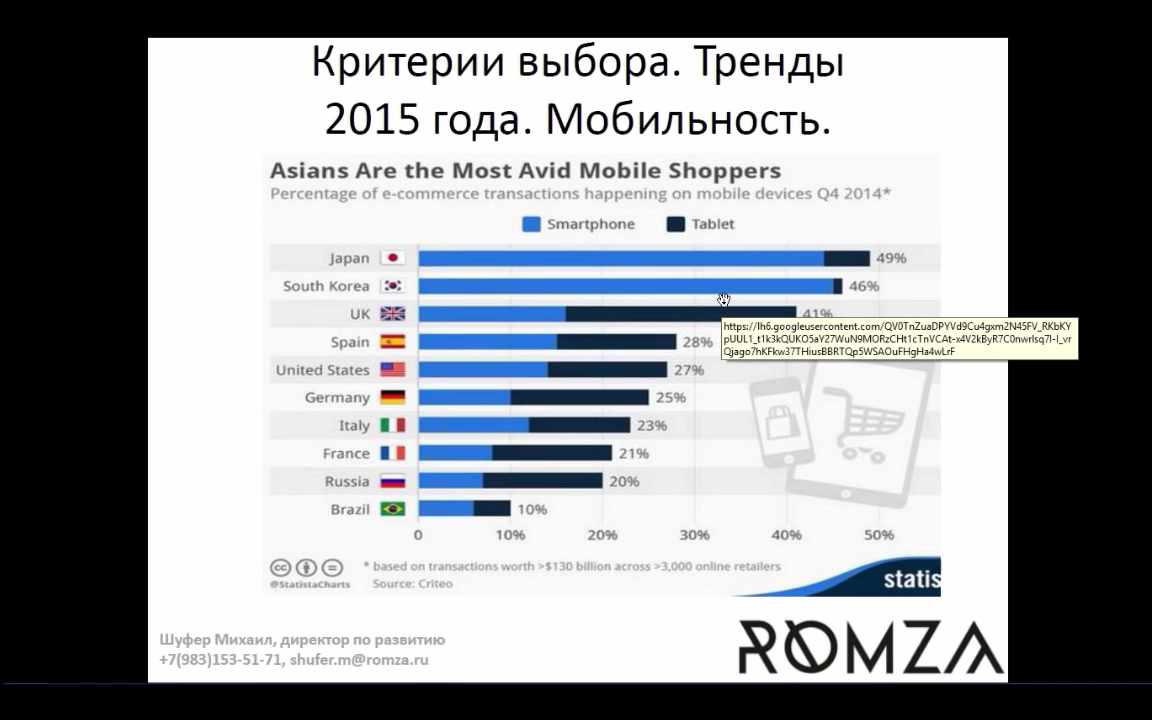 Критерии выбора. Тренды
2015 года. Мобильность.
Asians Are the Most Avid Mobile Shoppers
Percentage of e-commerce transactions happening on mobile devices Q4 2014*
Smartphone Tablet
Japan 49%
South Korea 46%
UK 41%
Spain 28%
United States 27%
Germany 25%
Italy 23%
France 21%
Russia 20%
Brazil 10%
0 10% 20% 30% 40% 50%
* based on transactions worth >$130 billion across >3,000 online retailers
@StatistaCharts Source: Criteo
statis
Шуфер Михаил, директор по развитию
+7(983)153-51-71, shufer.m@romza.ru
ROMZA